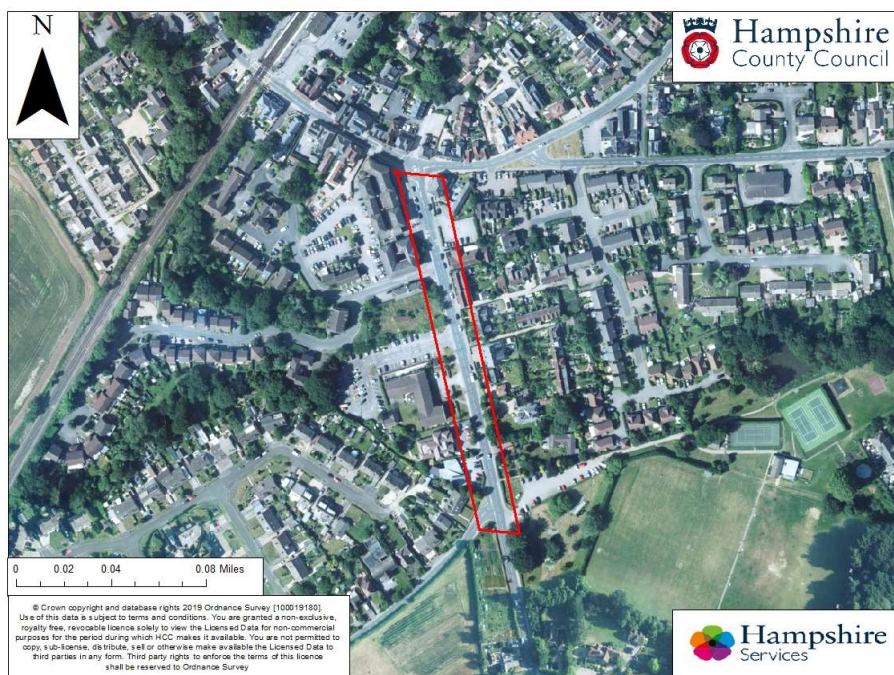 N
Hampshire
County Council
0 0.02 0.04 0.08 Miles
© Crown copyright and database rights 2019 Ordnance Survey [100019180].
Use of this data is subject to terms and conditions. You are granted a non-exclusive,
royalty free, revocable licence solely to view the Licensed Data for non-commercial
purposes for the period during which HCC makes it available. You are not permitted to
copy, sub-license, distribute, sell or otherwise make available the Licensed Data to
third parties in any form. Third party rights to enforce the terms of this licence
shall be reserved to Ordnance Survey
Hampshire
Services